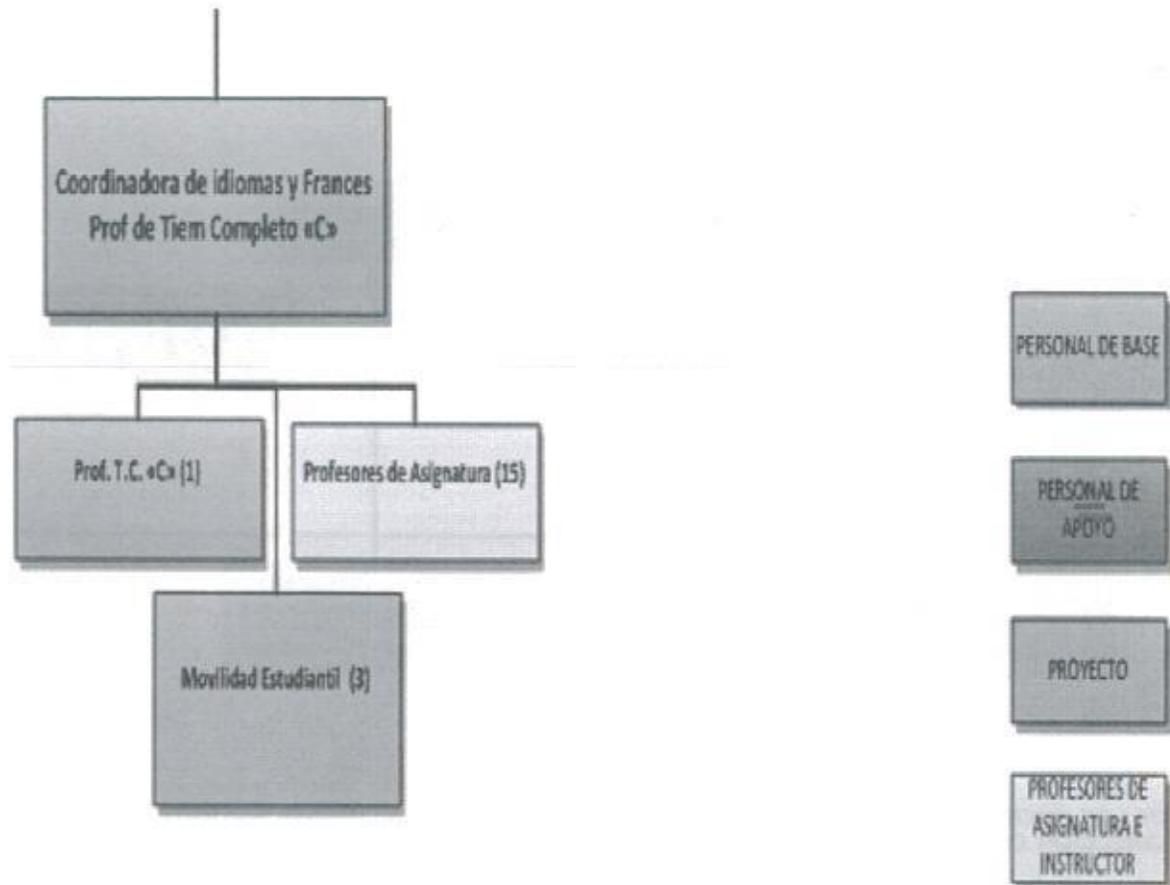 Coordinadora de idiomas y Frances
Prof de Tiem Completo «C»
Prof. T.C. «C» (1)
Profesores de Asignatura (15)
Movilidad Estudiantil (3)
PERSONAL DE BASE
PERSONAL DE
APOYO
PROYECTO
PROFESORES DE
ASIGNATURA E
INSTRUCTOR